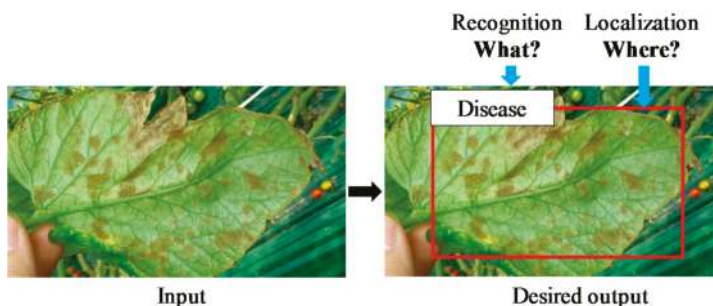 Recognition
What?
Localization
Where?
Disease
Input
Desired output